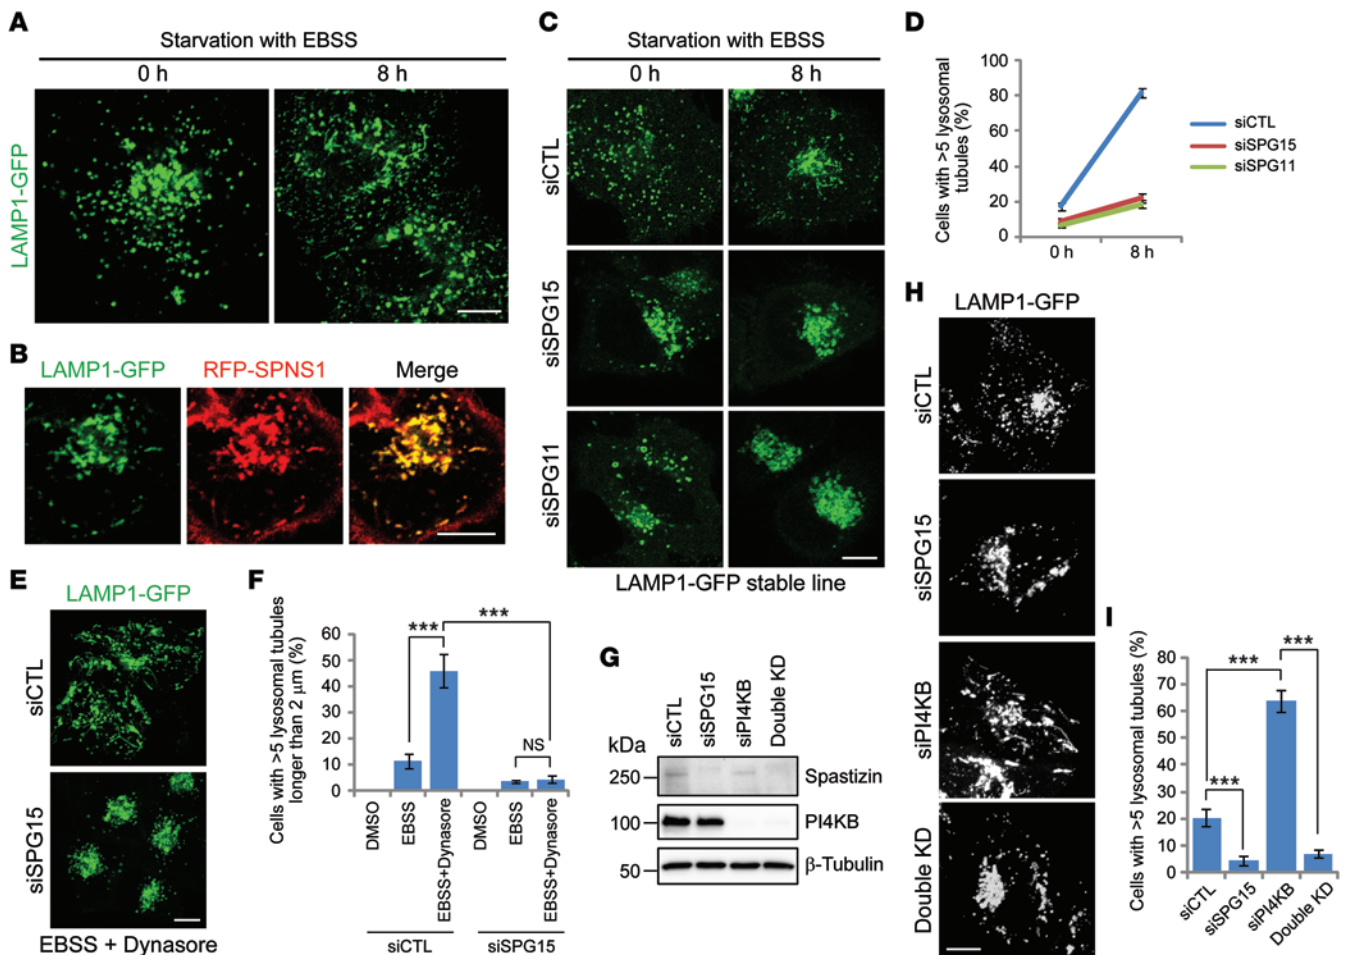 A
Starvation with EBSS
0 h
8 h
LAMP1-GFP
B
LAMP1-GFP
RFP-SPNS1
Merge
C
Starvation with EBSS
0 h
8 h
siCTL
siSPG15
siSPG11
LAMP1-GFP stable line
D
Cells with >5 lysosomal
tubules (%)
100
80
60
40
20
0
0 h
8 h
siCTL
siSPG15
siSPG11
E
LAMP1-GFP
siCTL
siSPG15
EBSS + Dynasore
F
Cells with >5 lysosomal tubules
longer than 2 μm (%)
60
50
40
30
20
10
0
***
***
NS
DMSO
EBSS
EBSS+Dynasore
DMSO
EBSS
EBSS+Dynasore
siCTL
siSPG15
G
siCTL
siSPG15
siPI4KB
Double KD
kDa
250
Spastizin
100
PI4KB
50
β-Tubulin
H
LAMP1-GFP
siCTL
siSPG15
siPI4KB
Double KD
I
Cells with >5 lysosomal tubules (%)
80
70
60
50
40
30
20
10
0
***
***
***
siCTL
siSPG15
siPI4KB
Double KD